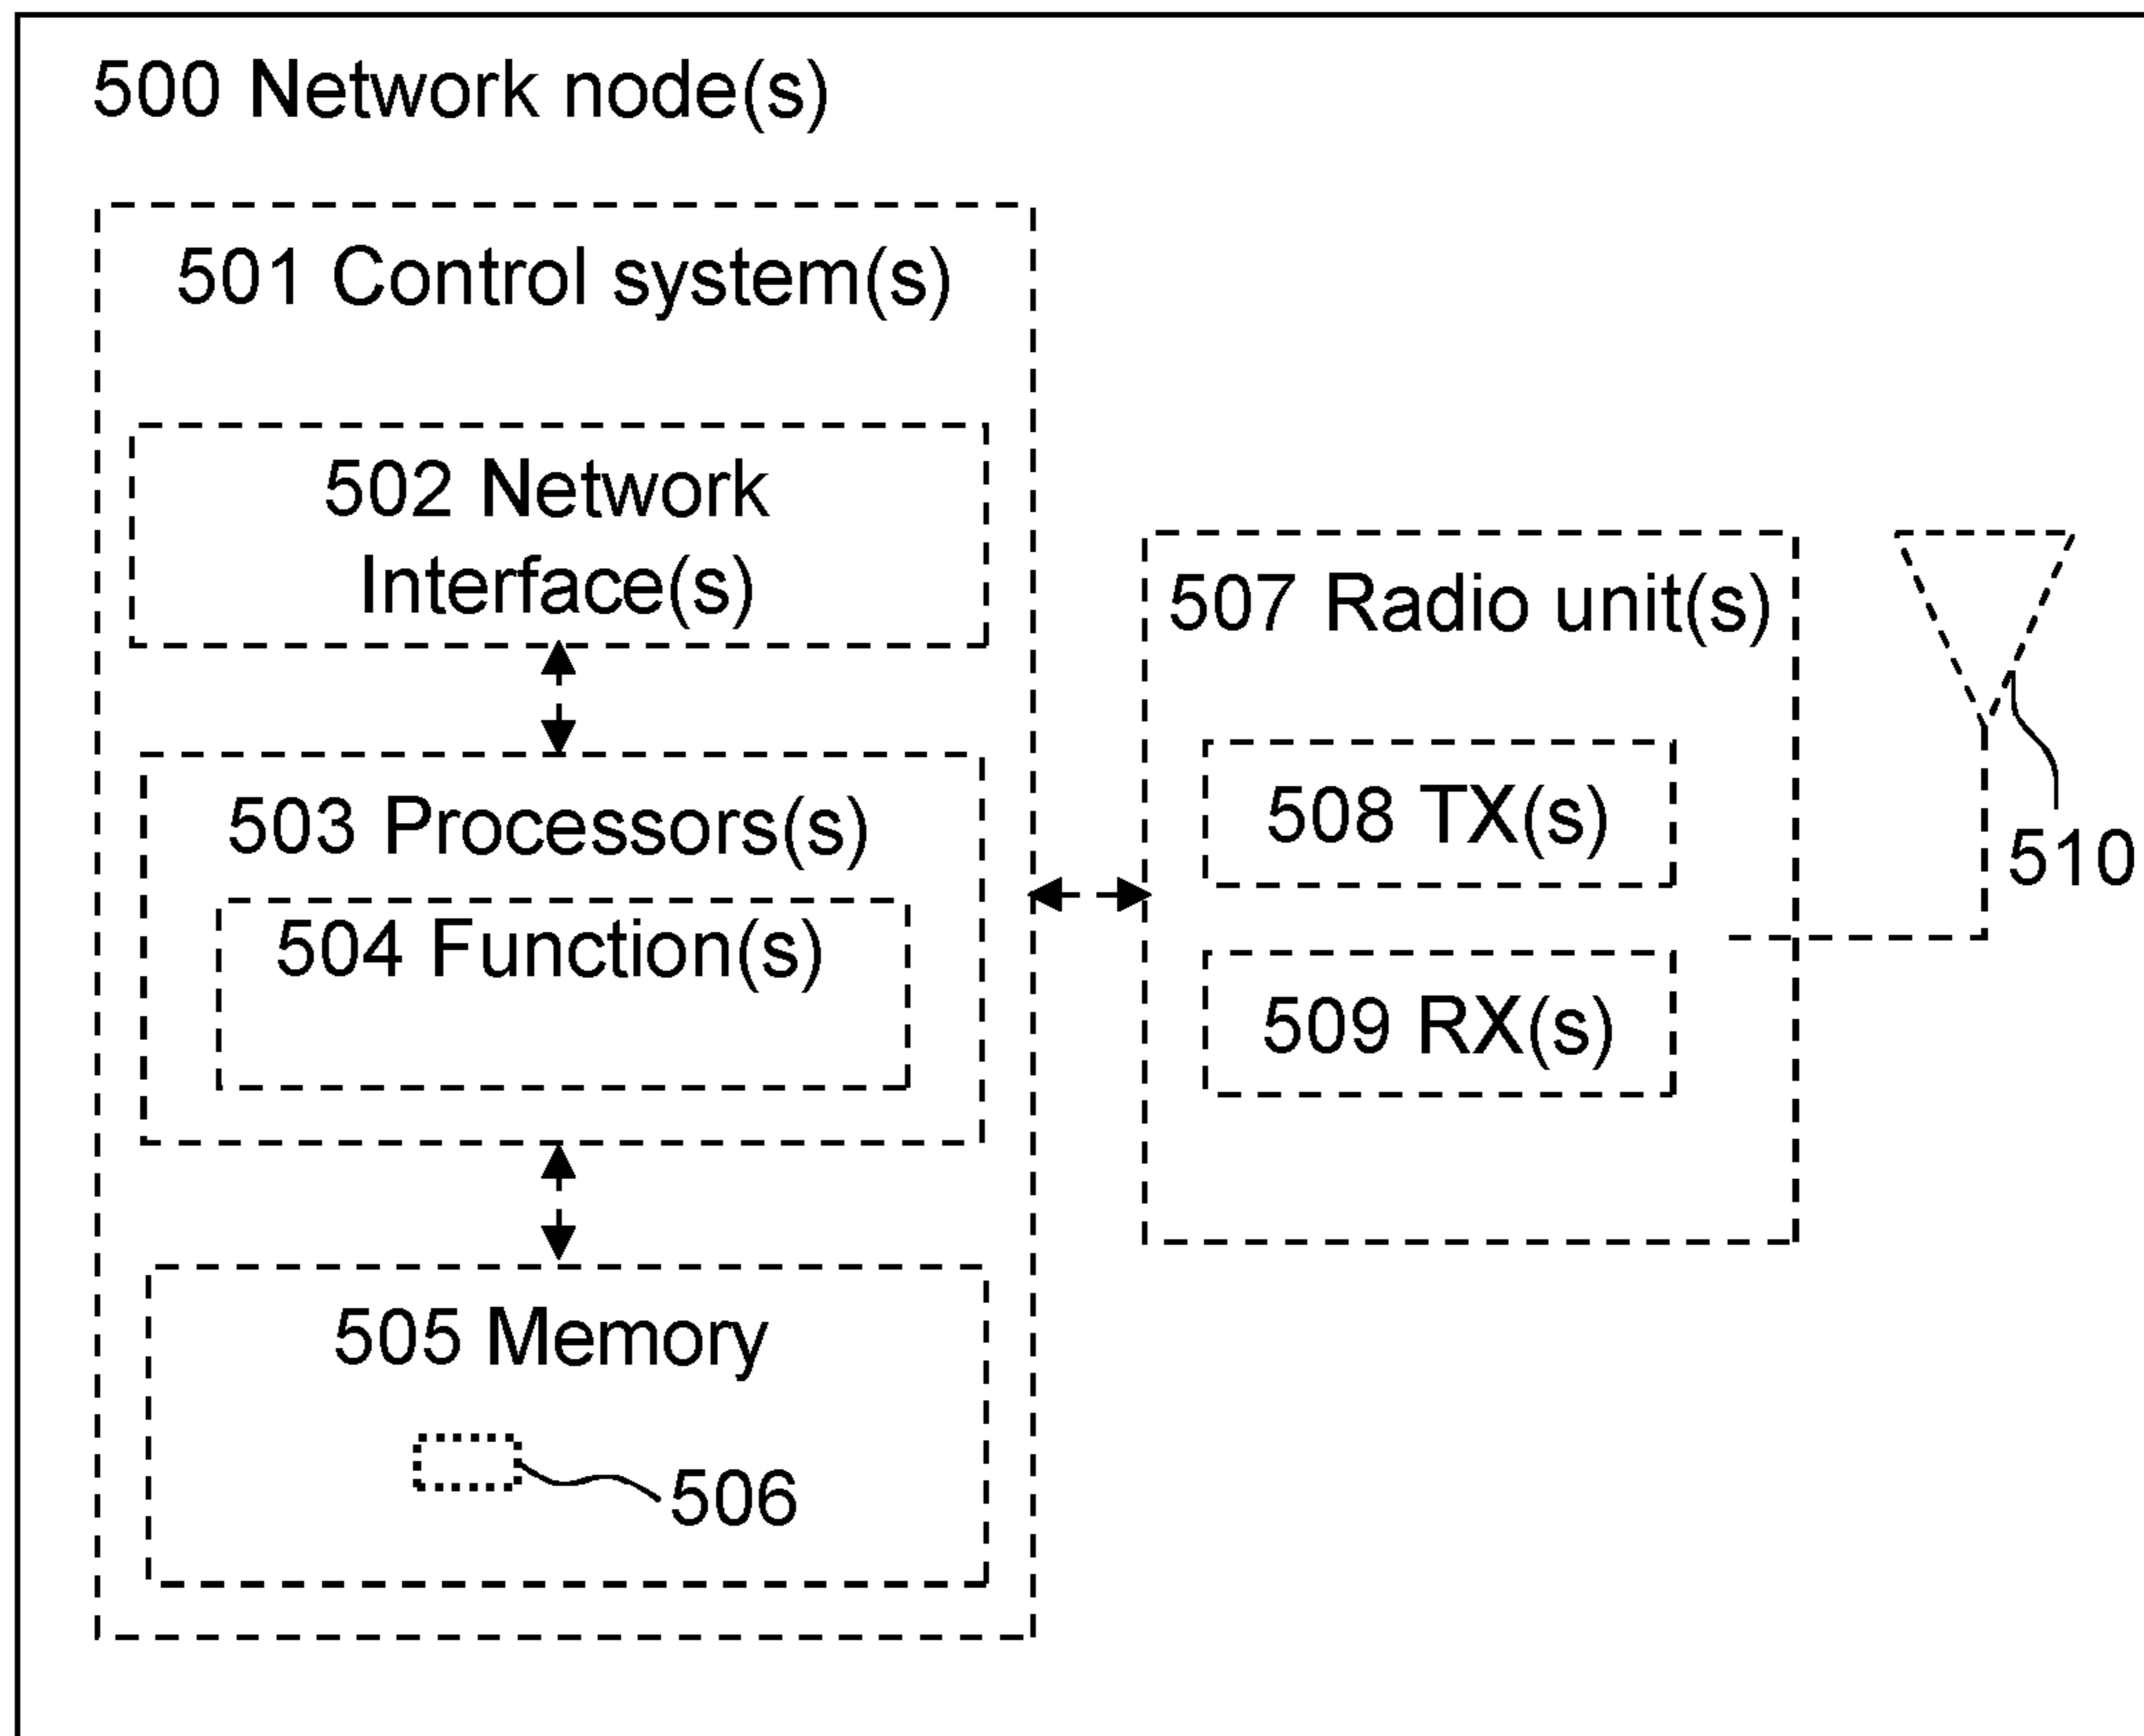 500 Network node(s)
501 Control system(s)
502 Network
Interface(s)
503 Processors(s)
504 Function(s)
505 Memory
506
507 Radio unit(s)
508 TX(s)
509 RX(s)
510